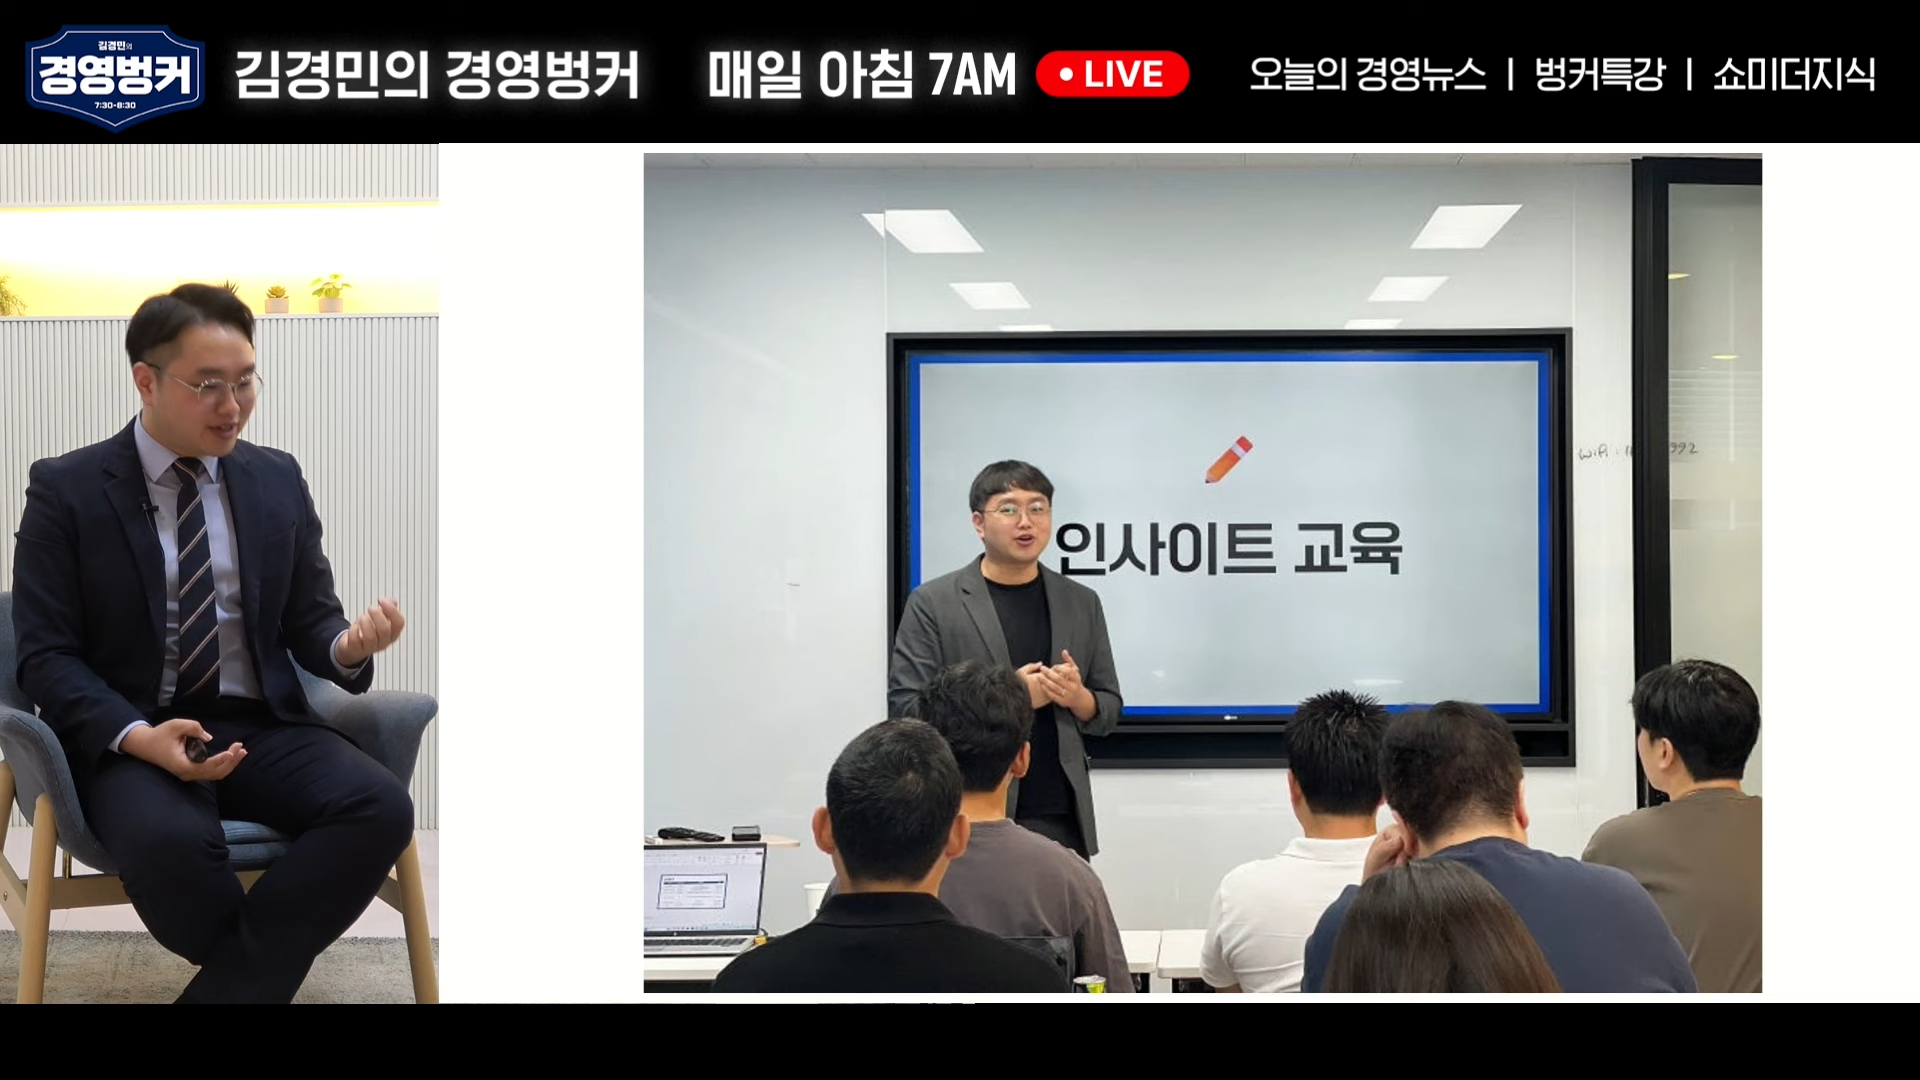 김경민의
경영벙커
7:30-8:30
김경민의 경영벙커
매일 아침 7AM
LIVE
오늘의 경영뉴스 | 벙커특강 | 쇼미더지식
인사이트 교육
wifi :
992